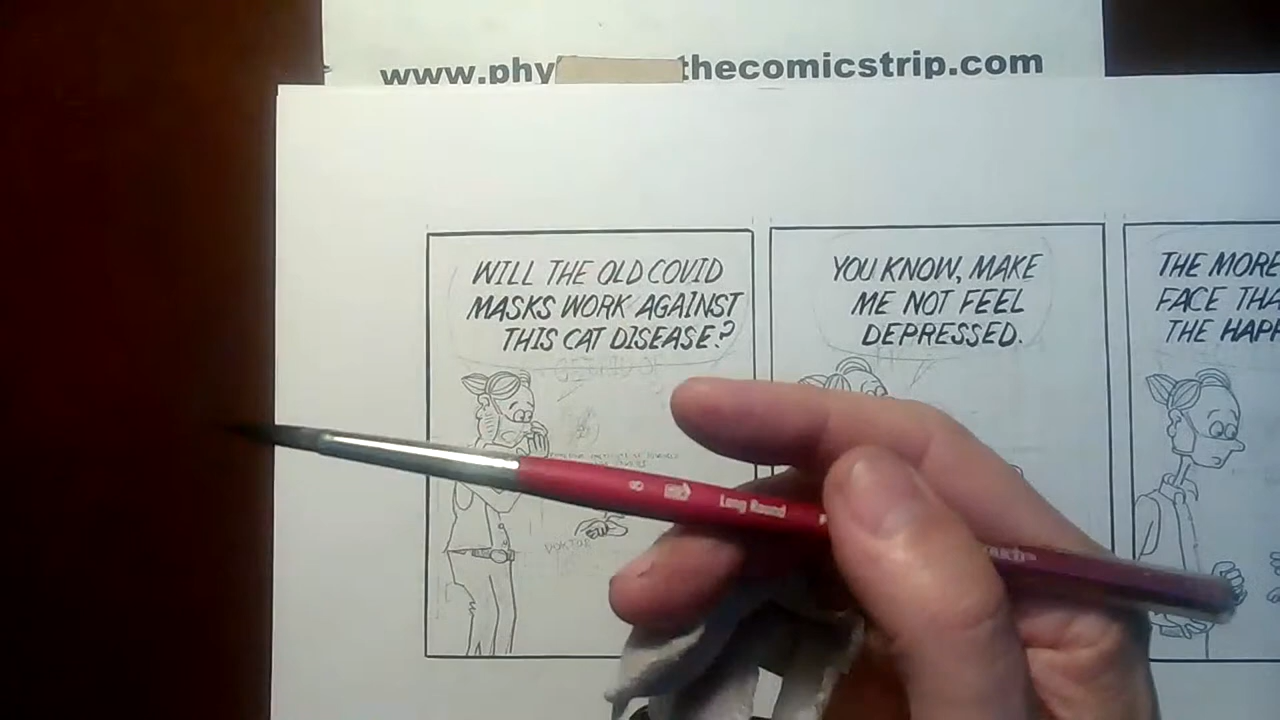 www.phy thecomicstrip.com
WILL THE OLD COVID
MASKS WORK AGAINST
THIS CAT DISEASE?
YOU KNOW, MAKE
ME NOT FEEL
DEPRESSED.
THE MORE
FACE THA
THE HAPP
8 Long Round